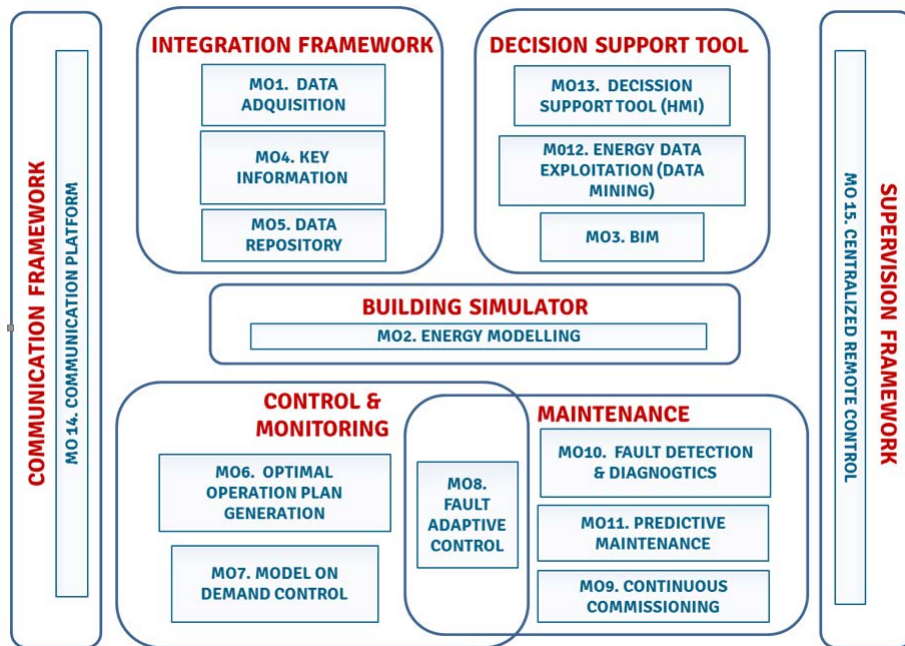 COMMUNICATION FRAMEWORK
MO 14. COMMUNICATION PLATFORM
INTEGRATION FRAMEWORK
MO1. DATA
ADQUISITION
MO4. KEY
INFORMATION
MO5. DATA
REPOSITORY
DECISION SUPPORT TOOL
MO13. DECISSION
SUPPORT TOOL (HMI)
M012. ENERGY DATA
EXPLOITATION (DATA
MINING)
MO3. BIM
BUILDING SIMULATOR
MO2. ENERGY MODELLING
CONTROL &
MONITORING
MO6. OPTIMAL
OPERATION PLAN
GENERATION
MO7. MODEL ON
DEMAND CONTROL
MO8.
FAULT
ADAPTIVE
CONTROL
MAINTENANCE
MO10. FAULT DETECTION
& DIAGNOGTICS
MO11. PREDICTIVE
MAINTENANCE
MO9. CONTINUOUS
COMMISSIONING
MO 15. CENTRALIZED REMOTE CONTROL
SUPERVISION FRAMEWORK